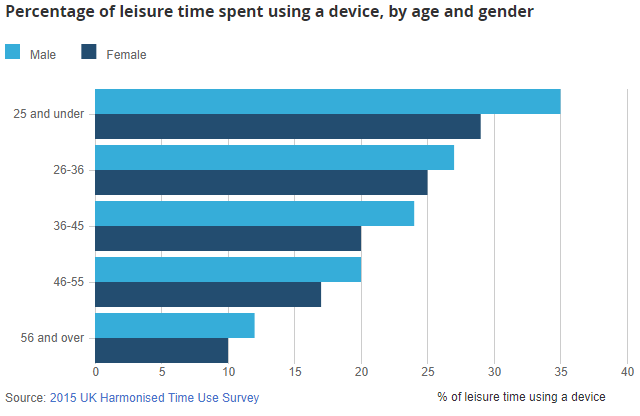 Percentage of leisure time spent using a device, by age and gender
Male Female
25 and under
26-36
36-45
46-55
56 and over
0 5 10 15 20 25 30 35 40
Source: 2015 UK Harmonised Time Use Survey
% of leisure time using a device